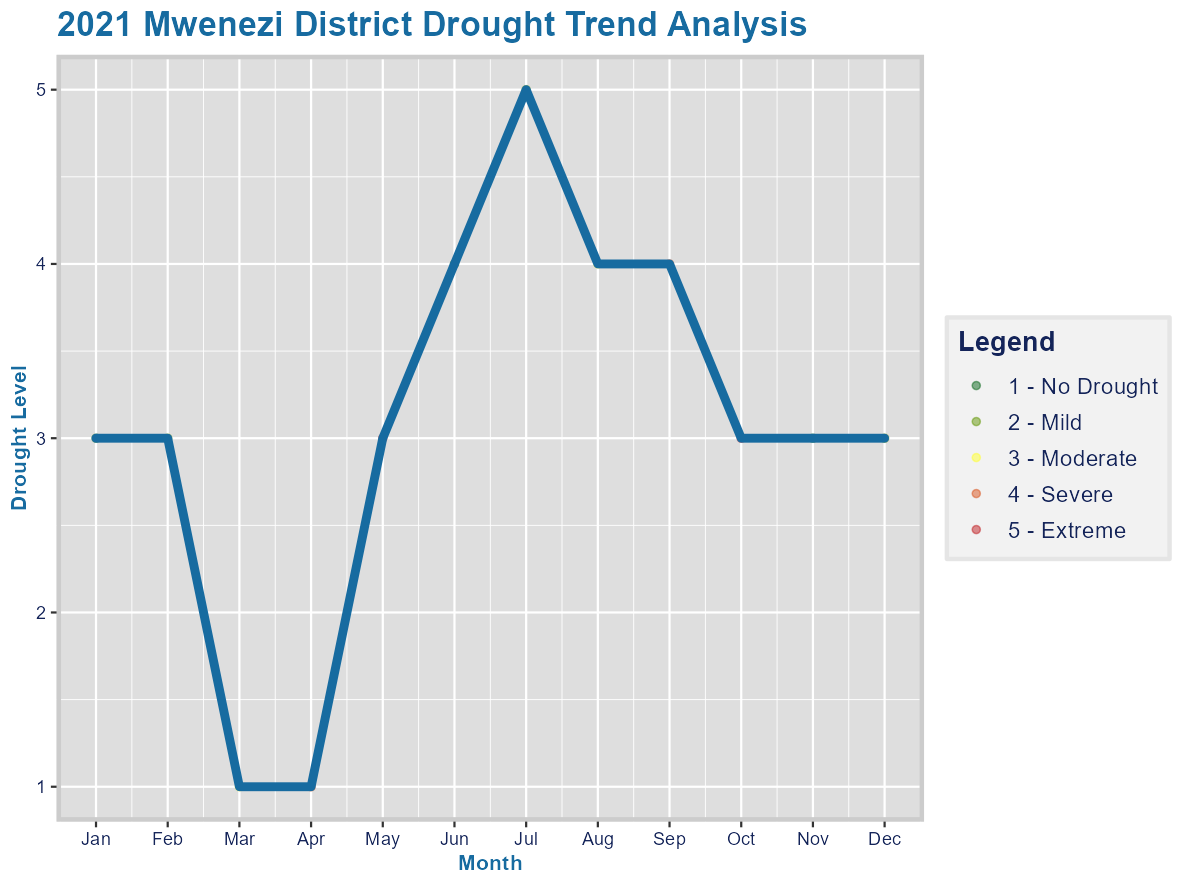 2021 Mwenezi District Drought Trend Analysis
5
4
3
2
1
Drought Level
Jan Feb Mar Apr May Jun Jul Aug Sep Oct Nov Dec
Month
Legend
1 - No Drought
2 - Mild
3 - Moderate
4 - Severe
5 - Extreme